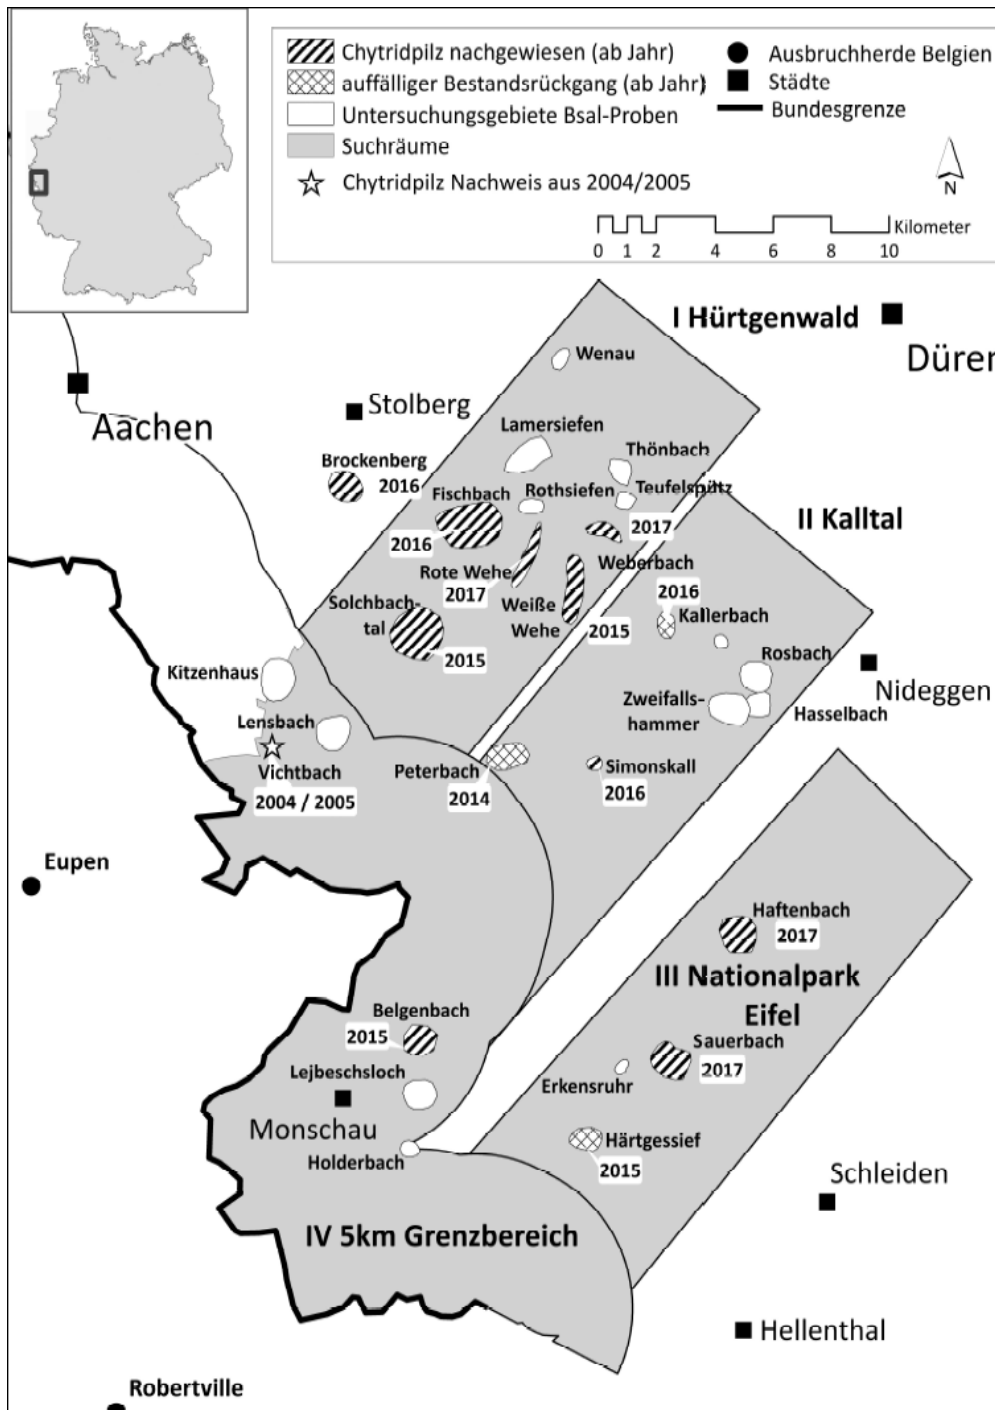 Chytridpilz nachgewiesen (ab Jahr)
auffälliger Bestandsrückgang (ab Jahr)
Untersuchungsgebiete Bsal-Proben
Suchräume
Chytridpilz Nachweis aus 2004/2005
Ausbruchherde Belgien
Städte
Bundesgrenze
N
Kilometer
0 1 2 4 6 8 10
I Hürtgenwald
Düren
Wenau
Aachen
Stolberg
Lamersiefen
Thönbach
Brockenberg
2016
Fischbach
Rothsiefen
Teufelspütz
II Kalltal
2016
2017
Rote Wehe
2017
Weberbach
2016
Solchbach-
tal
2015
Weiße
Wehe
2015
Kallerbach
Rosbach
Kitzenhaus
Nideggen
Zweifalls-
hammer
Hasselbach
Lensbach
Vichtbach
2004 / 2005
Peterbach
2014
Simonskall
2016
Eupen
Haftenbach
2017
III Nationalpark
Eifel
Belgenbach
2015
Sauerbach
2017
Lejbeschsloch
Erkensruhr
Monschau
Holderbach
Härtgessief
2015
Schleiden
IV 5km Grenzbereich
Hellenthal
Robertville